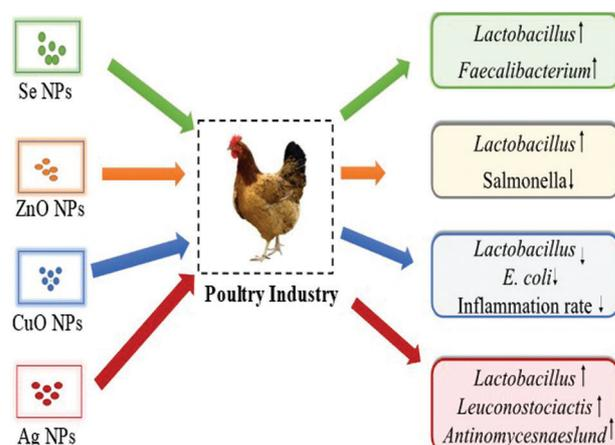 Se NPs
ZnO NPs
CuO NPs
Ag NPs
Poultry Industry
Lactobacillus↑
Faecalibacterium↑
Lactobacillus↑
Salmonella↓
Lactobacillus ↓
E. coli↓
Inflammation rate ↓
Lactobacillus ↑
Leuconostociactis↑
Antinomycesnaeslund↑